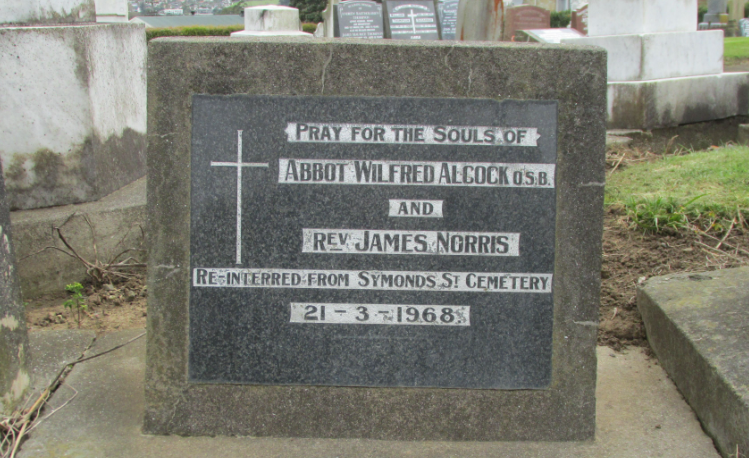 PRAY FOR THE SOULS OF
ABBOT WILFRED ALCOCK O.S.B.
AND
REV JAMES NORRIS
RE-INTERRED FROM SYMONDS ST CEMETERY
21 - 3 - 1968